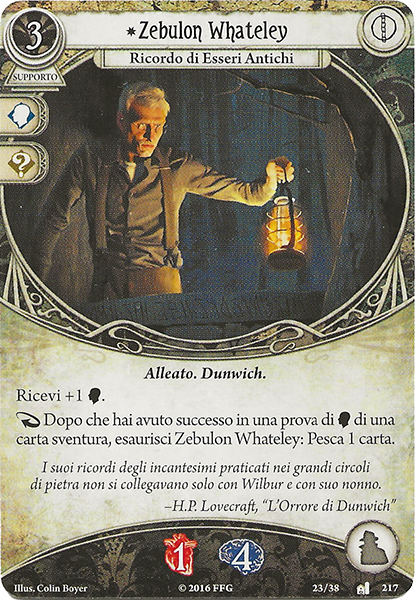 3
*Zebulon Whateley
Ricordo di Esseri Antichi
SUPPORTO
?
Alleato. Dunwich.
Ricevi +1 .
Dopo che hai avuto successo in una prova di di una
carta sventura, esaurisci Zebulon Whateley: Pesca 1 carta.
I suoi ricordi degli incantesimi praticati nei grandi circoli
di pietra non si collegavano solo con Wilbur e con suo nonno.
–H.P. Lovecraft, “L’Orrore di Dunwich”
1 4
Illus. Colin Boyer © 2016 FFG 23/38 217